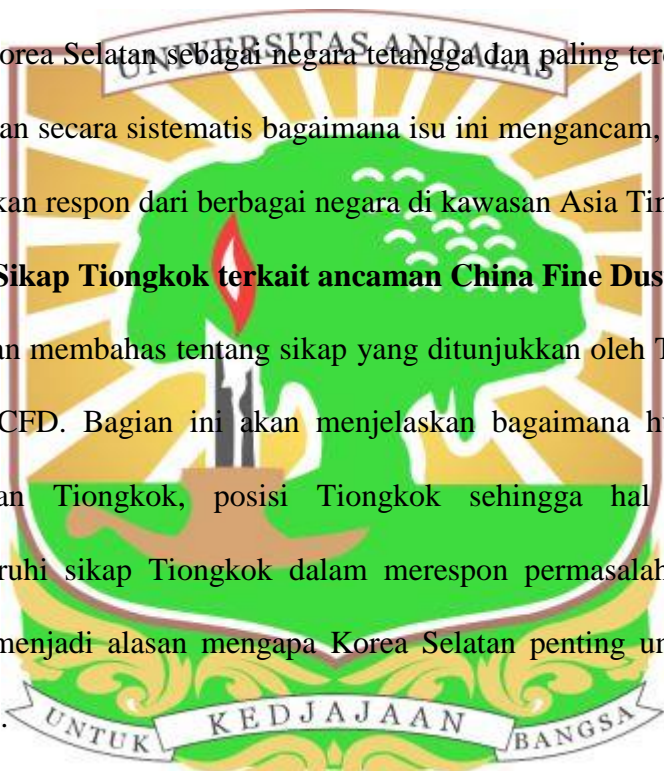 orea Selatan sebagai negara tetangga dan paling ter
UNIVERSITAS ANDALAS
an secara sistematis bagaimana isu ini mengancam,
kan respon dari berbagai negara di kawasan Asia Tin
Sikap Tiongkok terkait ancaman China Fine Dus
an membahas tentang sikap yang ditunjukkan oleh T
CFD. Bagian ini akan menjelaskan bagaimana h
an Tiongkok, posisi Tiongkok sehingga hal
ruhi sikap Tiongkok dalam merespon permasalah
menjadi alasan mengapa Korea Selatan penting un
.
UNTUK KEDJAJAAN BANGSA